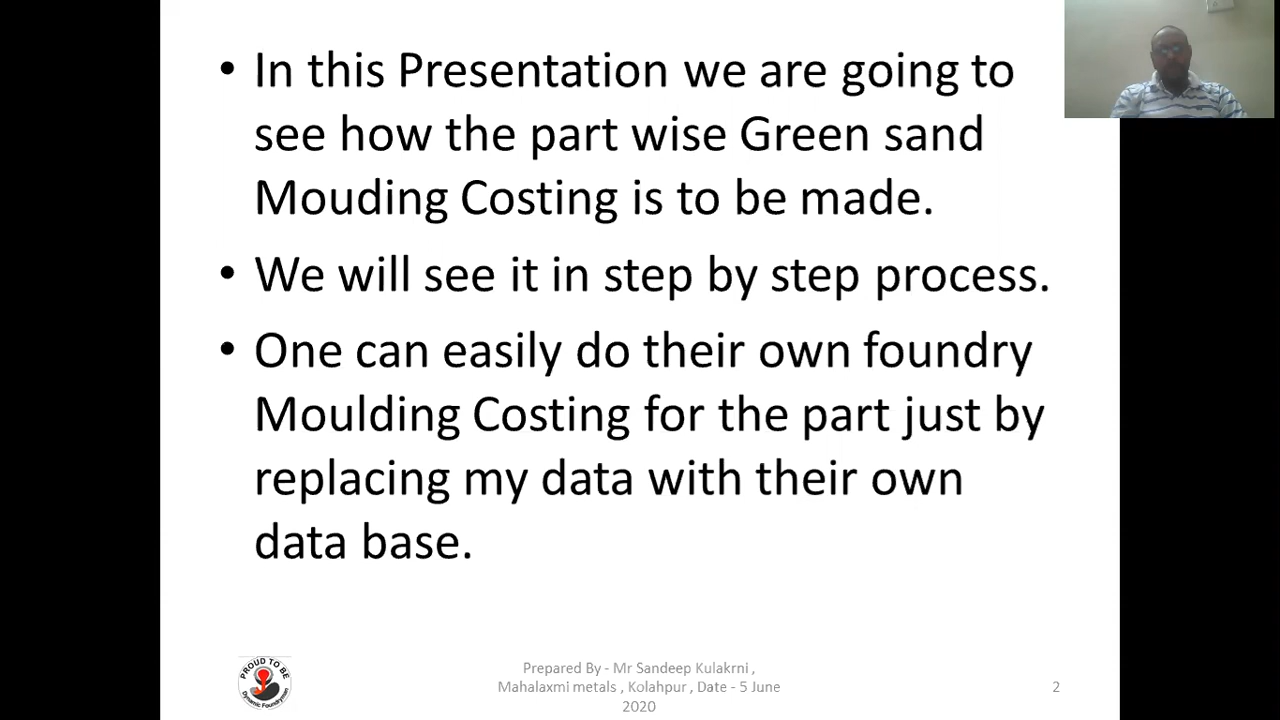 • In this Presentation we are going to
see how the part wise Green sand
Mouding Costing is to be made.
• We will see it in step by step process.
• One can easily do their own foundry
Moulding Costing for the part just by
replacing my data with their own
data base.
PROUD TO BE
Dynamic Foundrymen
Prepared By - Mr Sandeep Kulakrni ,
Mahalaxmi metals , Kolahpur , Date - 5 June
2020
2